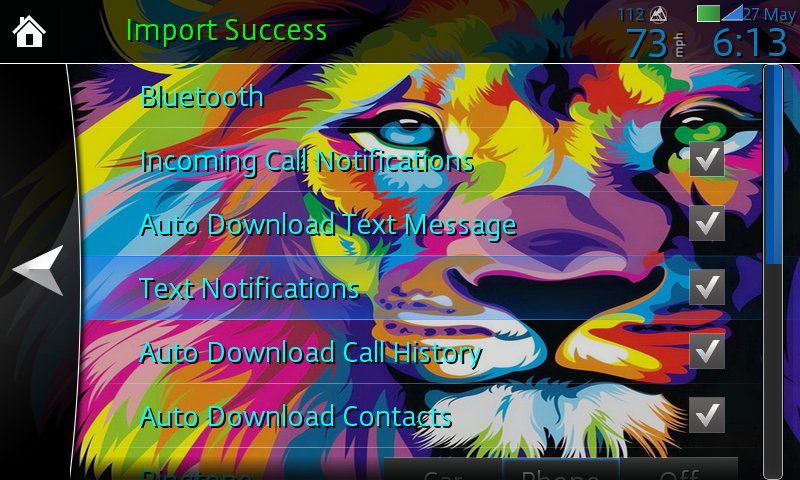 Import Success
112
27 May
73 mph
6:13
Bluetooth
Incoming Call Notifications
Auto Download Text Message
Text Notifications
Auto Download Call History
Auto Download Contacts
Ringtone
Car
Phone
Off